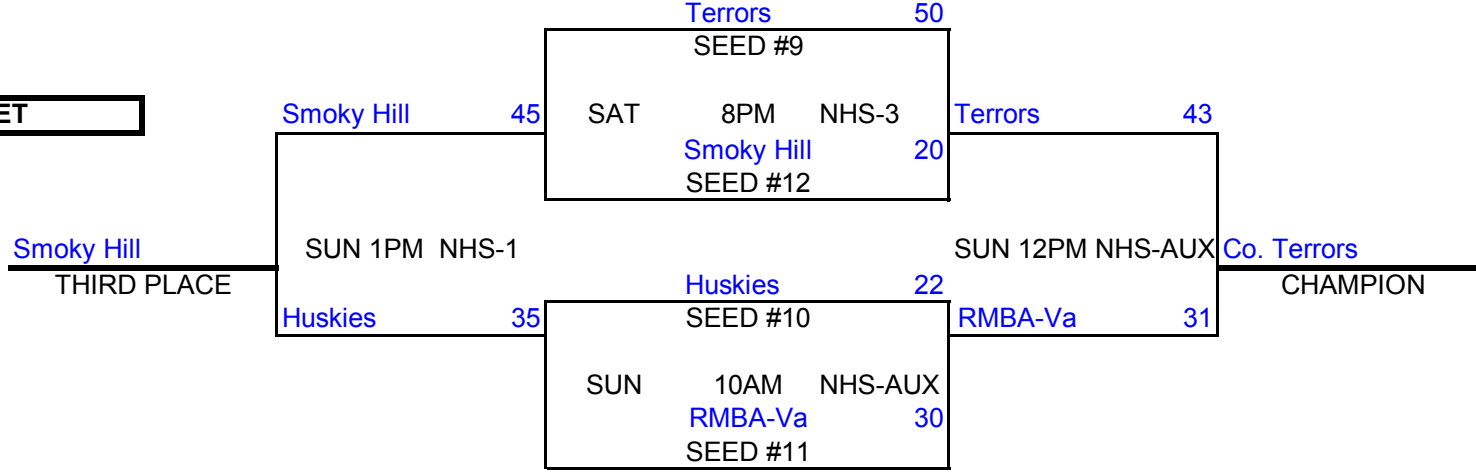 Terrors 50
SEED #9
ET Smoky Hill 45 SAT 8PM NHS-3 Terrors 43
Smoky Hill 20
SEED #12
Smoky Hill SUN 1PM NHS-1 SUN 12PM NHS-AUX Co. Terrors
THIRD PLACE Huskies 22 CHAMPION
Huskies 35 SEED #10 RMBA-Va 31
SUN 10AM NHS-AUX
RMBA-Va 30
SEED #11